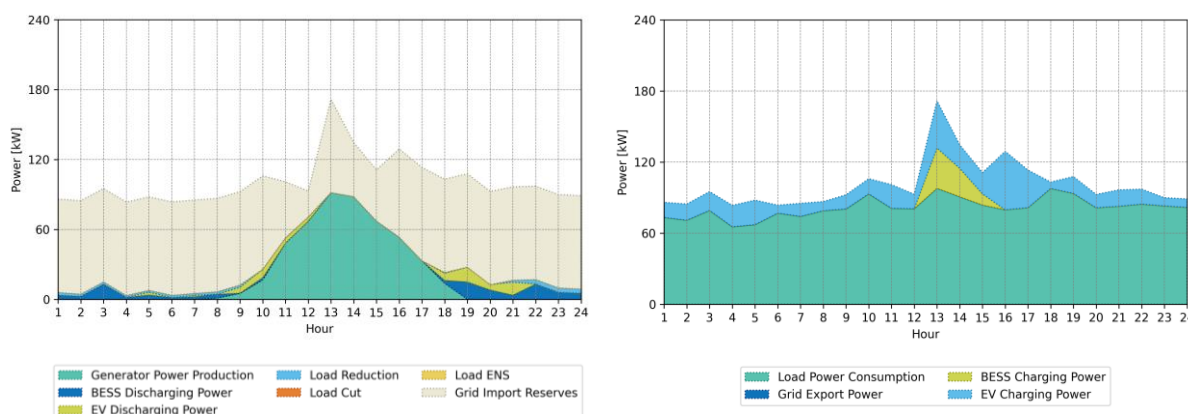 240
180
120
60
0
Power [kW]
1 2 3 4 5 6 7 8 9 10 11 12 13 14 15 16 17 18 19 20 21 22 23 24
Hour
Generator Power Production
BESS Discharging Power
EV Discharging Power
Load Reduction
Load Cut
Load ENS
Grid Import Reserves
240
180
120
60
0
Power [kW]
1 2 3 4 5 6 7 8 9 10 11 12 13 14 15 16 17 18 19 20 21 22 23 24
Hour
Load Power Consumption
Grid Export Power
BESS Charging Power
EV Charging Power